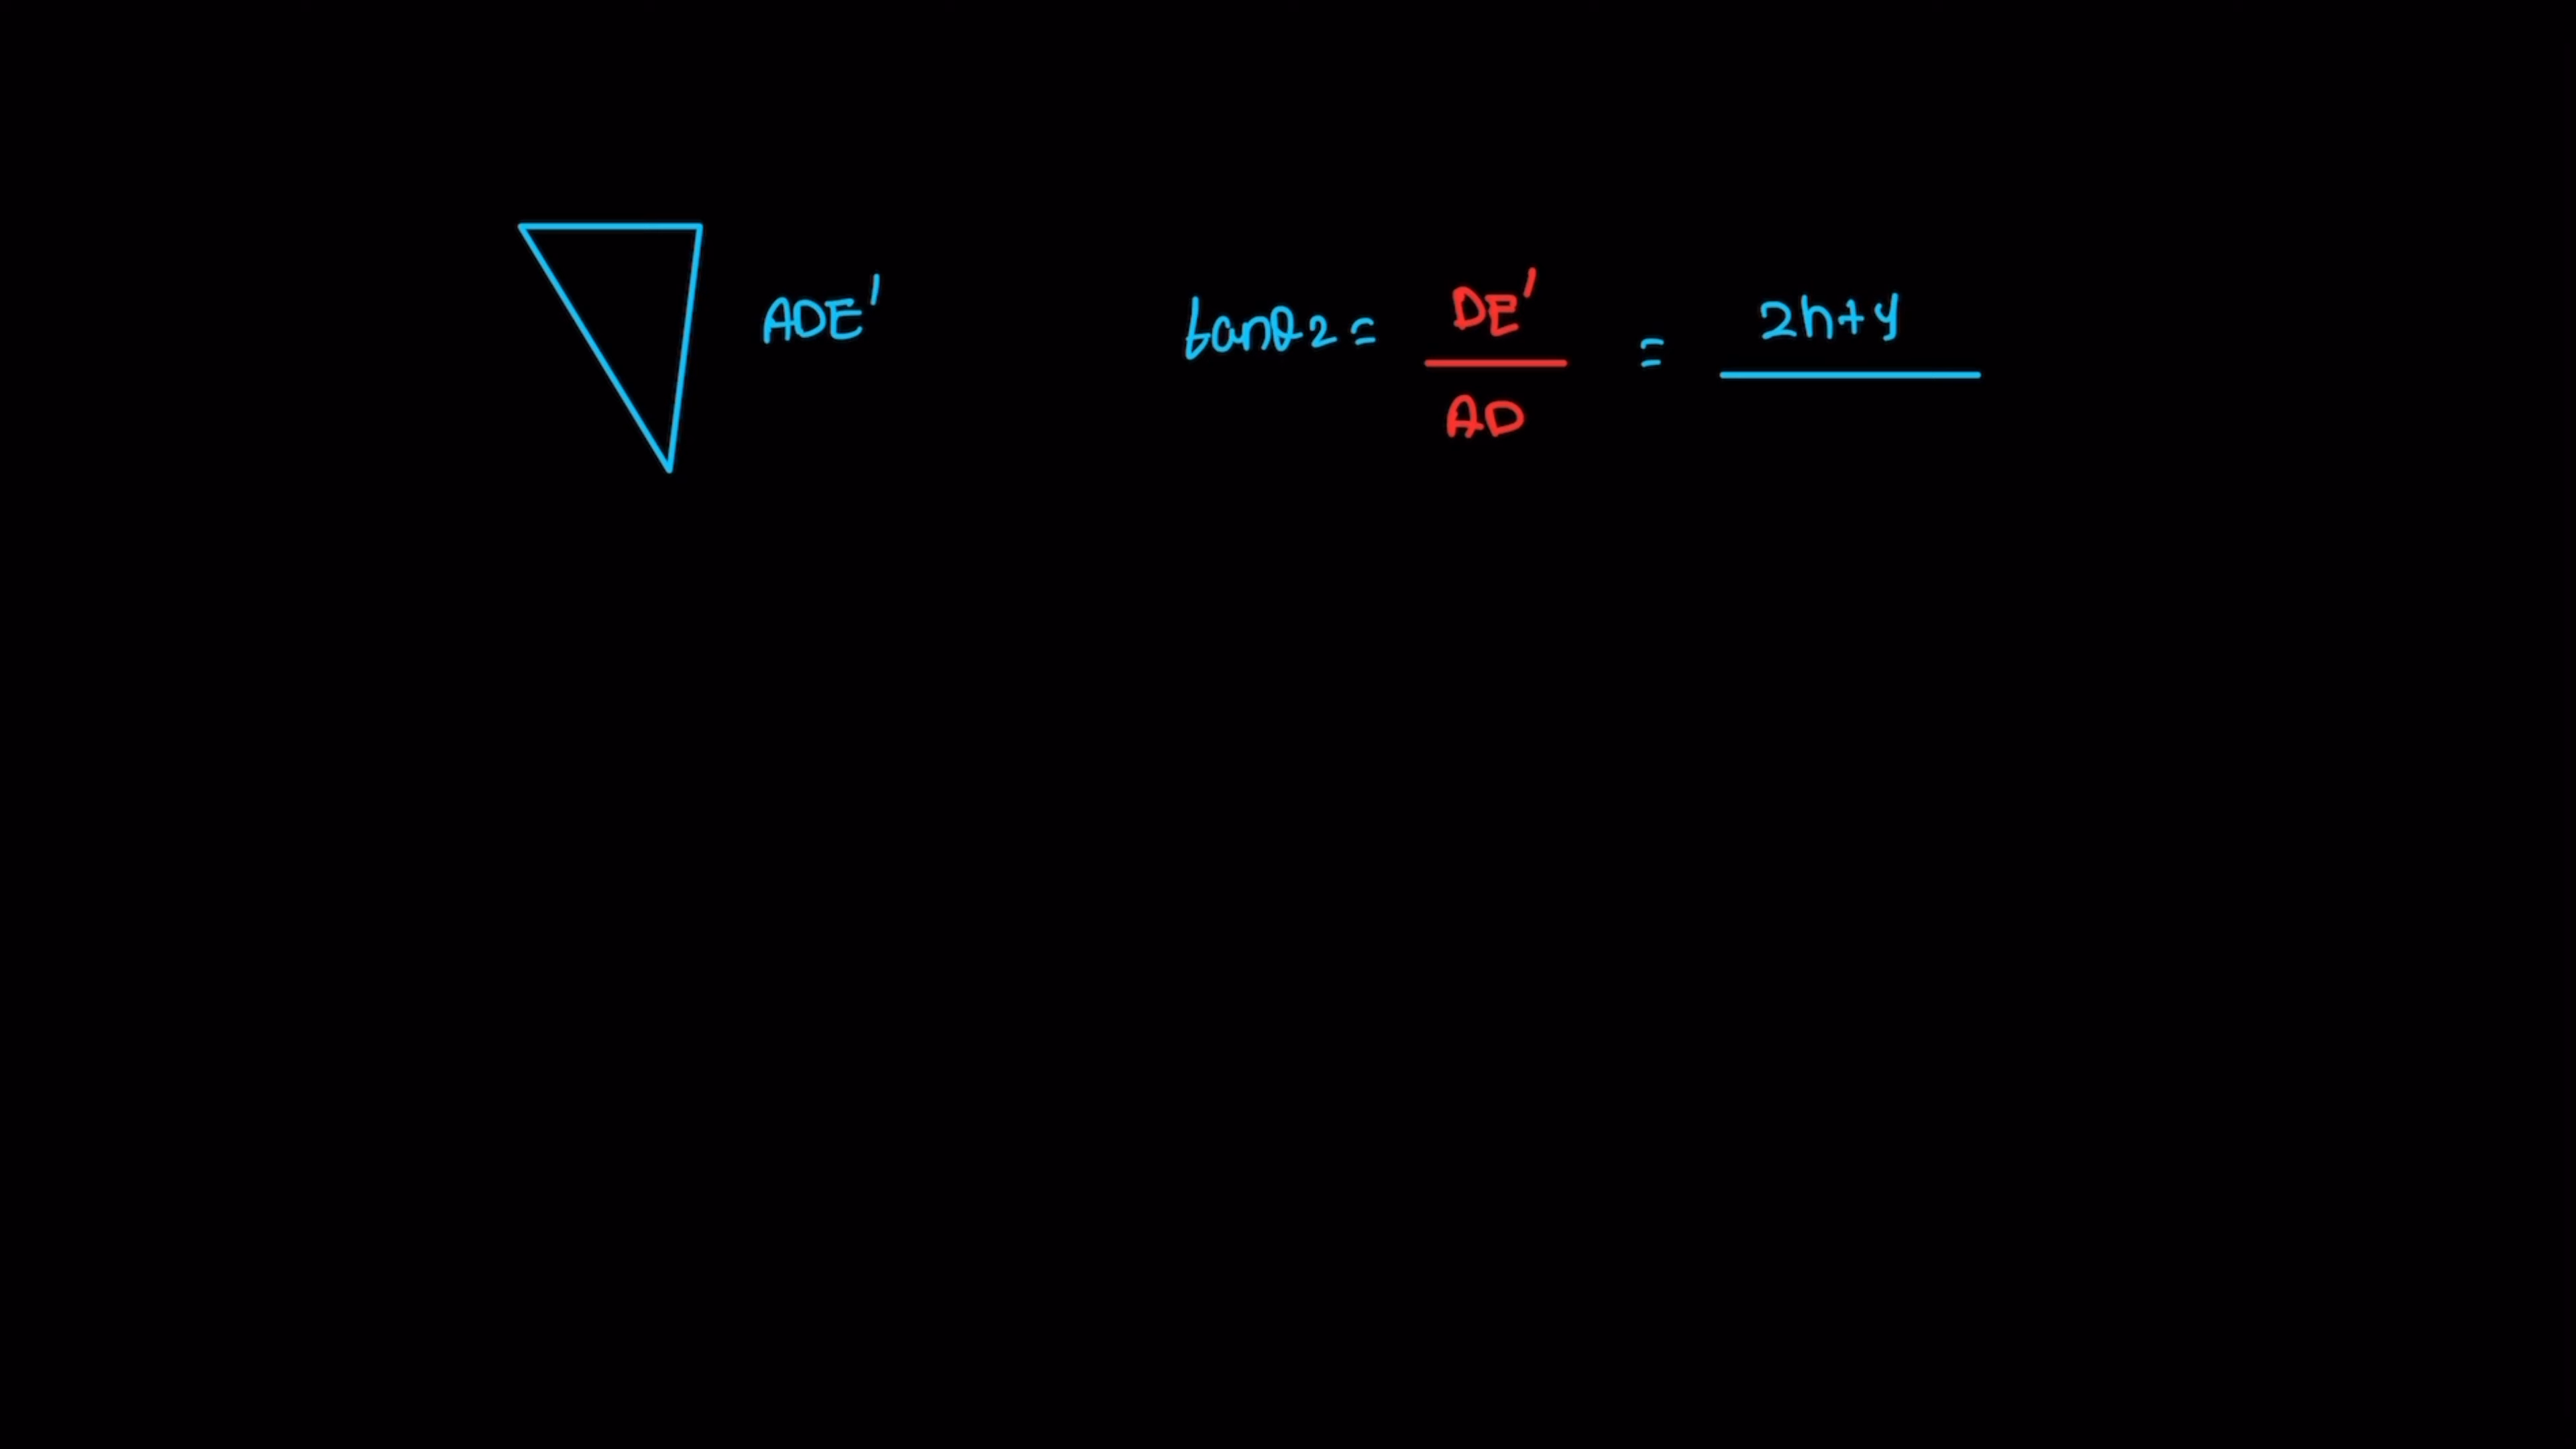 ADE'
tanθ2 = DE' / AD = 2h+y